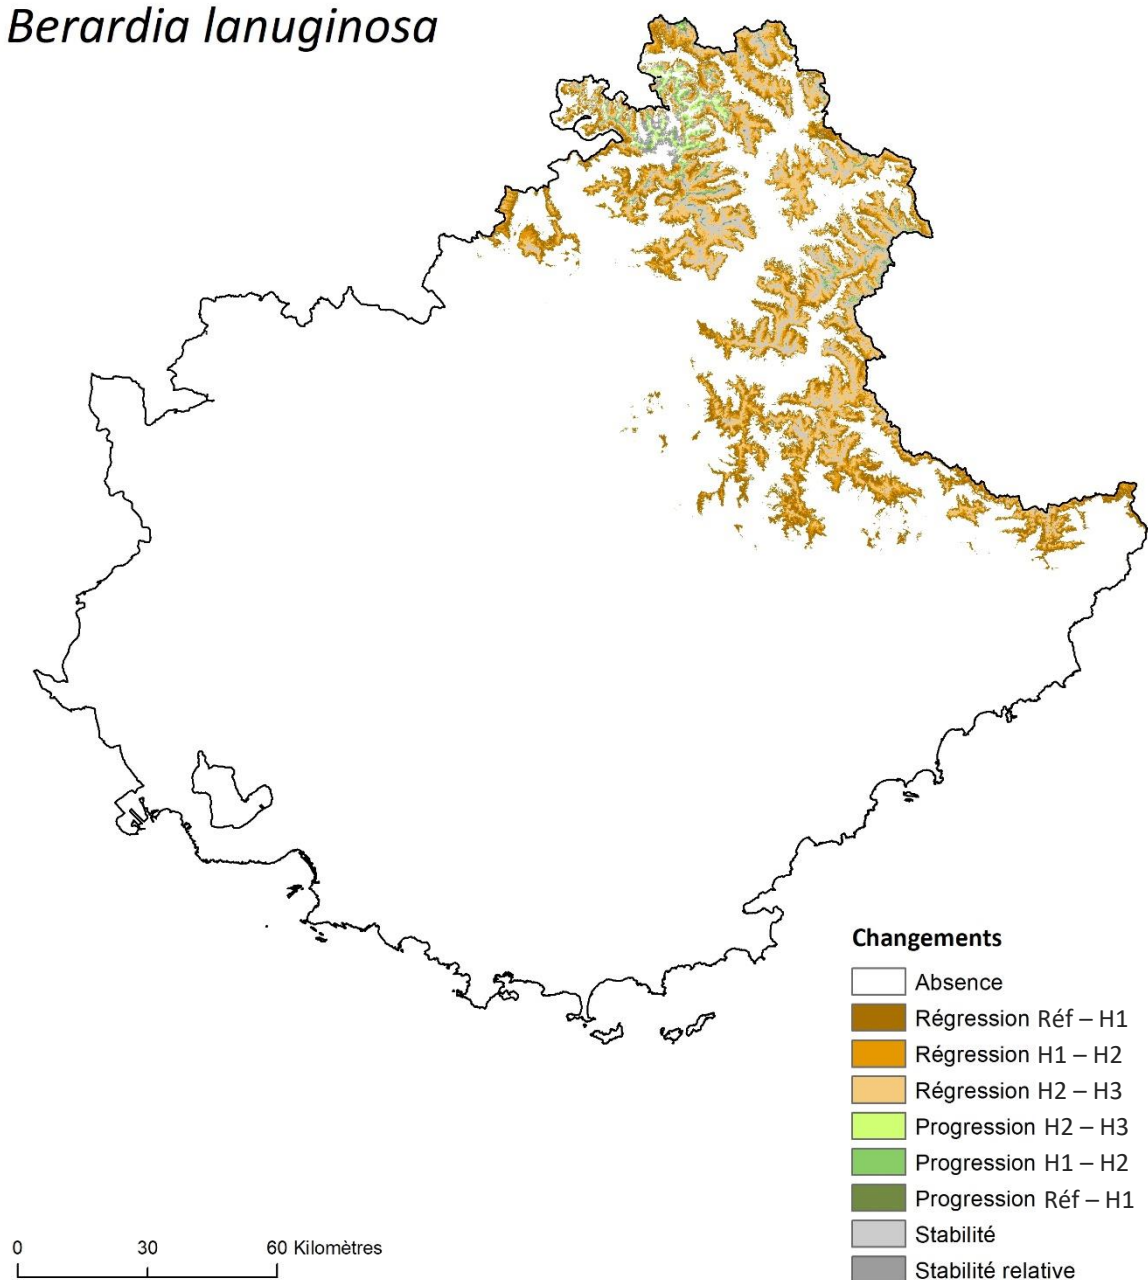 Berardia lanuginosa
Changements
Absence
Régression Réf – H1
Régression H1 – H2
Régression H2 – H3
Progression H2 – H3
Progression H1 – H2
Progression Réf – H1
Stabilité
Stabilité relative
0 30 60 Kilomètres